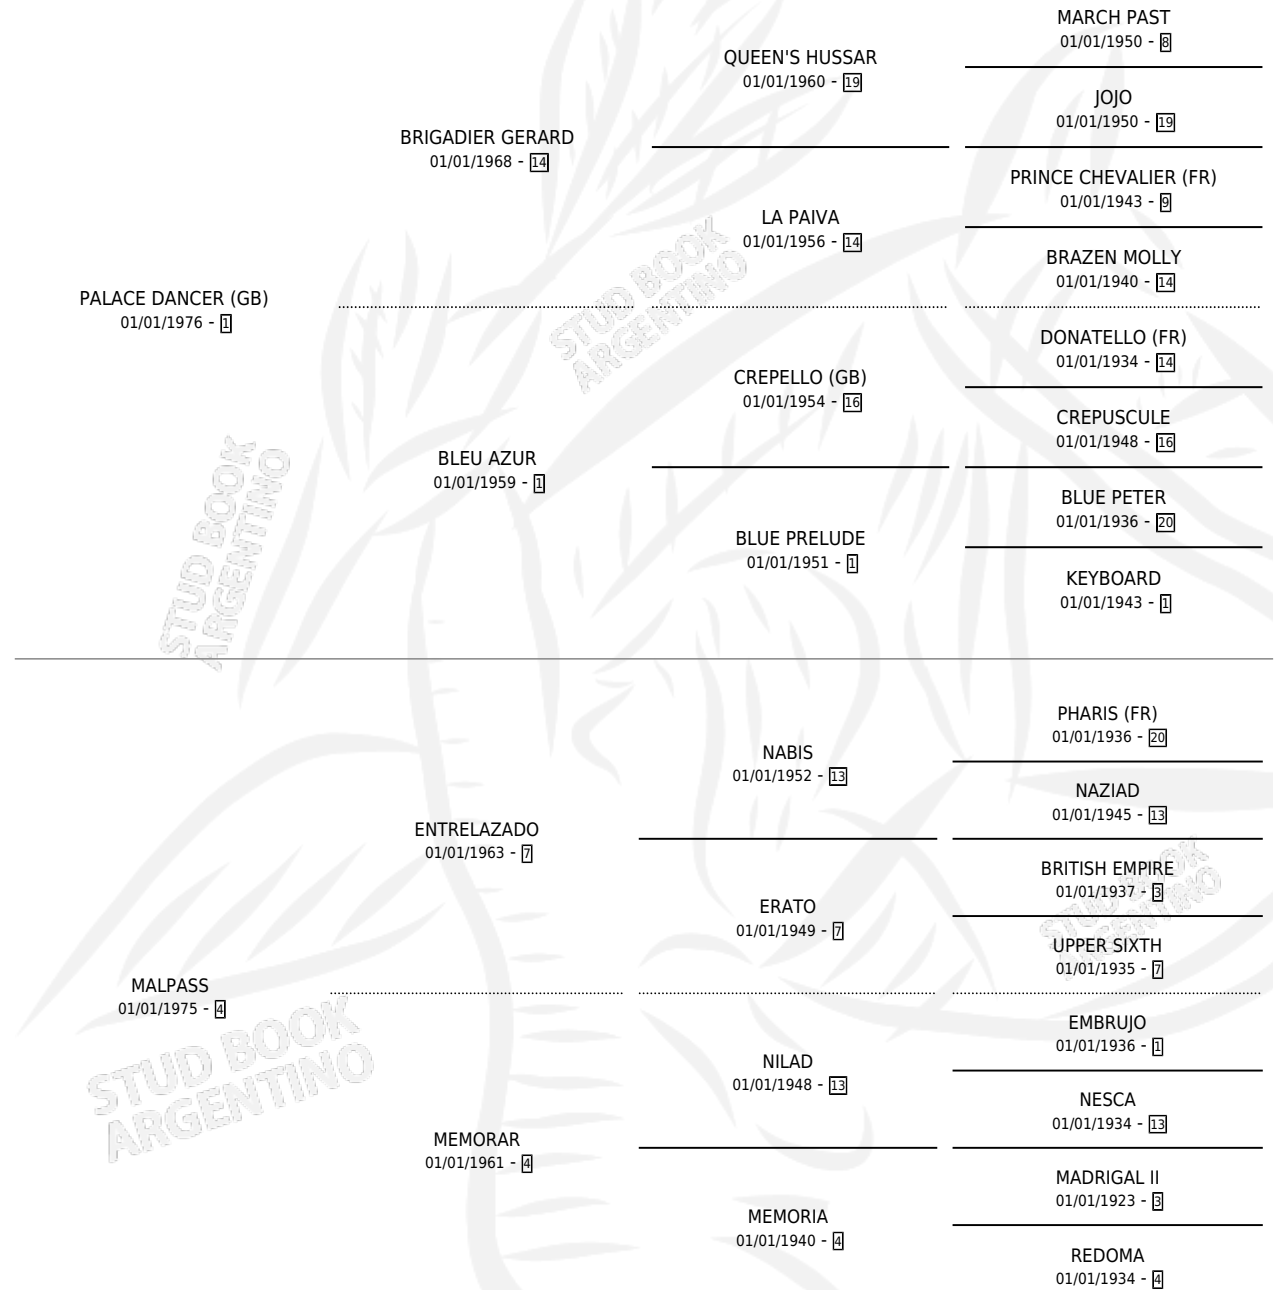 MARCH PAST
01/01/1950 - 8
QUEEN'S HUSSAR
01/01/1960 - 19
JOJO
01/01/1950 - 19
BRIGADIER GERARD
01/01/1968 - 14
PRINCE CHEVALIER (FR)
01/01/1943 - 9
LA PAIVA
01/01/1956 - 14
BRAZEN MOLLY
01/01/1940 - 14
PALACE DANCER (GB)
01/01/1976 - 1
STUD BOOK
ARGENTINO
DONATELLO (FR)
01/01/1934 - 14
CREPELLO (GB)
01/01/1954 - 16
CREPUSCULE
01/01/1948 - 16
BLEU AZUR
01/01/1959 - 1
STUD BOOK
ARGENTINO
BLUE PETER
01/01/1936 - 20
BLUE PRELUDE
01/01/1951 - 1
KEYBOARD
01/01/1943 - 1
PHARIS (FR)
01/01/1936 - 20
NABIS
01/01/1952 - 13
NAZIAD
01/01/1945 - 13
ENTRELAZADO
01/01/1963 - 7
BRITISH EMPIRE
01/01/1937 - 3
STUD BOOK
ARGENTINO
ERATO
01/01/1949 - 7
UPPER SIXTH
01/01/1935 - 7
MALPASS
01/01/1975 - 4
STUD BOOK
ARGENTINO
EMBRUJO
01/01/1936 - 1
NILAD
01/01/1948 - 13
NESCA
01/01/1934 - 13
MEMORAR
01/01/1961 - 4
MADRIGAL II
01/01/1923 - 3
MEMORIA
01/01/1940 - 4
REDOMA
01/01/1934 - 4